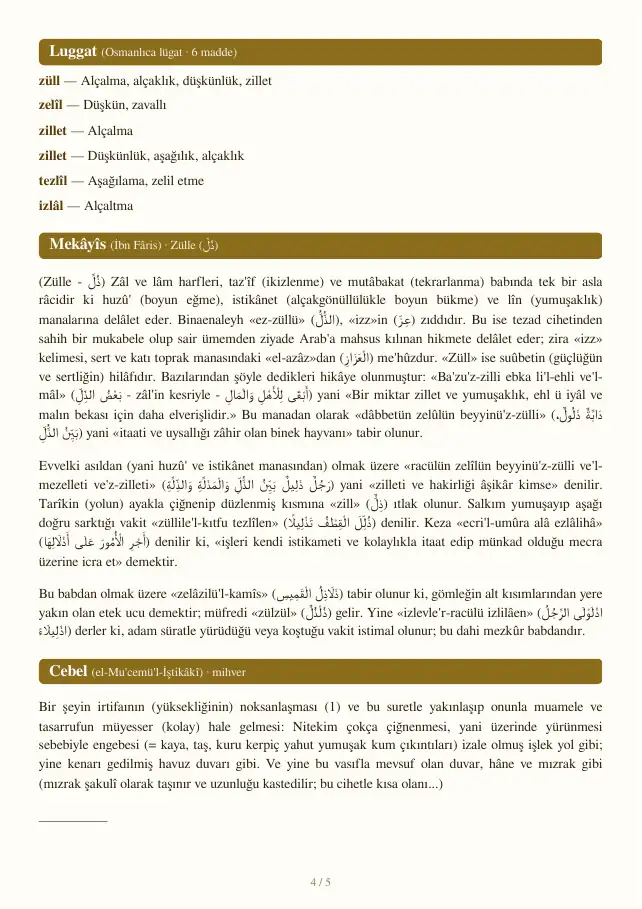 Luggat (Osmanlıca lügat · 6 madde)
züll — Alçalma, alçaklık, düşkünlük, zillet
zelîl — Düşkün, zavallı
zillet — Alçalma
zillet — Düşkünlük, aşağılık, alçaklık
tezlîl — Aşağılama, zelil etme
izlâl — Alçaltma
Mekâyîs (İbn Fâris) · Zülle (ذُلّ)
(Zülle - ذُلّ) Zâl ve lâm harfleri, taz'îf (ikizlenme) ve mutâbakat (tekrarlanma) babında tek bir asla
râcidir ki huzû' (boyun eğme), istikânet (alçakgönüllülükle boyun bükme) ve lîn (yumuşaklık)
manalarına delâlet eder. Binaenaleyh «ez-züllü» (الذُّلُّ), «izz»in (عِزّ) zıddıdır. Bu ise tezad cihetinden
sahih bir mukabele olup sair ümemden ziyade Arab'a mahsus kılınan hikmete delâlet eder; zira «izz»
kelimesi, sert ve katı toprak manasındaki «el-azâz»dan (الْعَزَازِ) me'hûzdur. «Züll» ise suûbetin (güçlüğün
ve sertliğin) hilâfıdır. Bazılarından şöyle dedikleri hikâye olunmuştur: «Ba'zu'z-zilli ebka li'l-ehli ve'l-
mâl» (بَعْضُ الذِّلِّ - zâl'in kesriyle - أَبْقَى لِلْأَهْلِ وَالْمَالِ) yani «Bir miktar zillet ve yumuşaklık, ehl ü iyâl ve
malın bekası için daha elverişlidir.» Bu manadan olarak «dâbbetün zelûlün beyyinü'z-zülli» (دَابَّةٌ ذَلُولٌ،
بَيِّنُ الذُّلِّ) yani «itaati ve uysallığı zâhir olan binek hayvanı» tabir olunur.
Evvelki asıldan (yani huzû' ve istikânet manasından) olmak üzere «racülün zelîlün beyyinü'z-zülli ve'l-
mezelleti ve'z-zilleti» (رَجُلٌ ذَلِيلٌ بَيِّنُ الذُّلِّ وَالْمَذَلَّةِ وَالذِّلَّةِ) yani «zilleti ve hakirliği âşikâr kimse» denilir.
Tarîkin (yolun) ayakla çiğnenip düzlenmiş kısmına «zill» (ذِلٌّ) ıtlak olunur. Salkım yumuşayıp aşağı
doğru sarktığı vakit «züllile'l-kıtfu tezlîlen» (ذُلِّلَ الْقِطْفُ تَذْلِيلًا) denilir. Keza «ecri'l-umûra alâ ezlâlihâ»
(أَجْرِ الْأُمُورَ عَلَى أَذْلَالِهَا) denilir ki, «işleri kendi istikameti ve kolaylıkla itaat edip münkad olduğu mecra
üzerine icra et» demektir.
Bu babdan olmak üzere «zelâzilü'l-kamîs» (ذَلَاذِلُ الْقَمِيصِ) tabir olunur ki, gömleğin alt kısımlarından yere
yakın olan etek ucu demektir; müfredi «zülzül» (ذُلْذُلٌ) gelir. Yine «izlevle'r-racülü izlilâen» (اذْلَوْلَى الرَّجُلُ
اذْلِيلَاءً) derler ki, adam süratle yürüdüğü veya koştuğu vakit istimal olunur; bu dahi mezkûr babdandır.
Cebel (el-Mu'cemü'l-İştikâkî) · mihver
Bir şeyin irtifaının (yüksekliğinin) noksanlaşması (1) ve bu suretle yakınlaşıp onunla muamele ve
tasarrufun müyesser (kolay) hale gelmesi: Nitekim çokça çiğnenmesi, yani üzerinde yürünmesi
sebebiyle engebesi (= kaya, taş, kuru kerpiç yahut yumuşak kum çıkıntıları) izale olmuş işlek yol gibi;
yine kenarı gedilmiş havuz duvarı gibi. Ve yine bu vasıfla mevsuf olan duvar, hâne ve mızrak gibi
(mızrak şakulî olarak taşınır ve uzunluğu kastedilir; bu cihetle kısa olanı...)
4 / 5